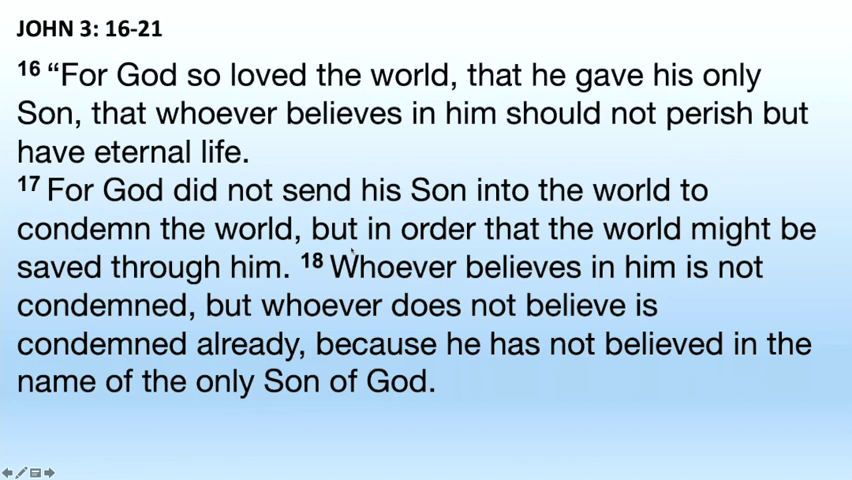 JOHN 3: 16-21
16 “For God so loved the world, that he gave his only
Son, that whoever believes in him should not perish but
have eternal life.
17 For God did not send his Son into the world to
condemn the world, but in order that the world might be
saved through him. 18 Whoever believes in him is not
condemned, but whoever does not believe is
condemned already, because he has not believed in the
name of the only Son of God.